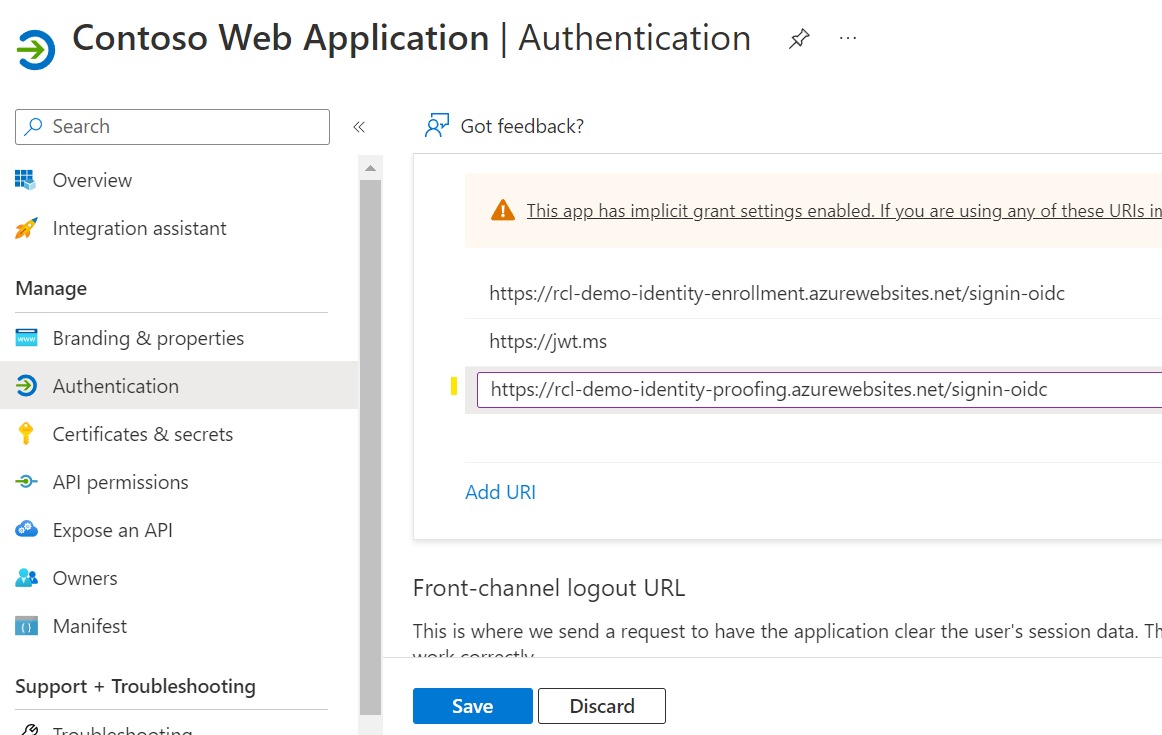 Contoso Web Application | Authentication
Search
Got feedback?
Overview
Integration assistant
Manage
Branding & properties
Authentication
Certificates & secrets
API permissions
Expose an API
Owners
Manifest
Support + Troubleshooting
Troubleshooting
This app has implicit grant settings enabled. If you are using any of these URIs in
https://rcl-demo-identity-enrollment.azurewebsites.net/signin-oidc
https://jwt.ms
https://rcl-demo-identity-proofing.azurewebsites.net/signin-oidc
Add URI
Front-channel logout URL
This is where we send a request to have the application clear the user's session data. Th
work correctly
Save
Discard